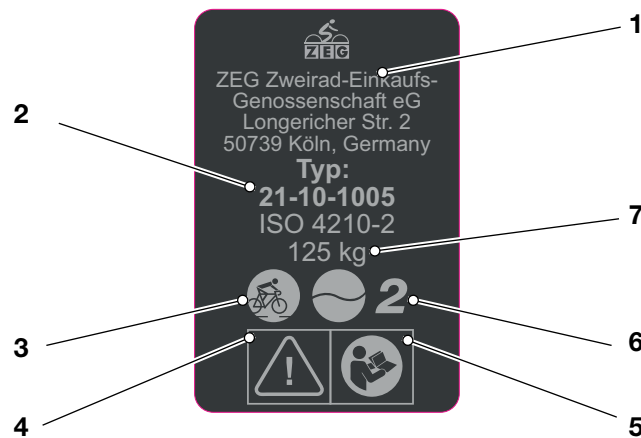 1
ZEG
ZEG Zweirad-Einkaufs-
Genossenschaft eG
Longericher Str. 2
50739 Köln, Germany
2
Typ:
21-10-1005
ISO 4210-2
7
125 kg
2
3
6
!
4
5